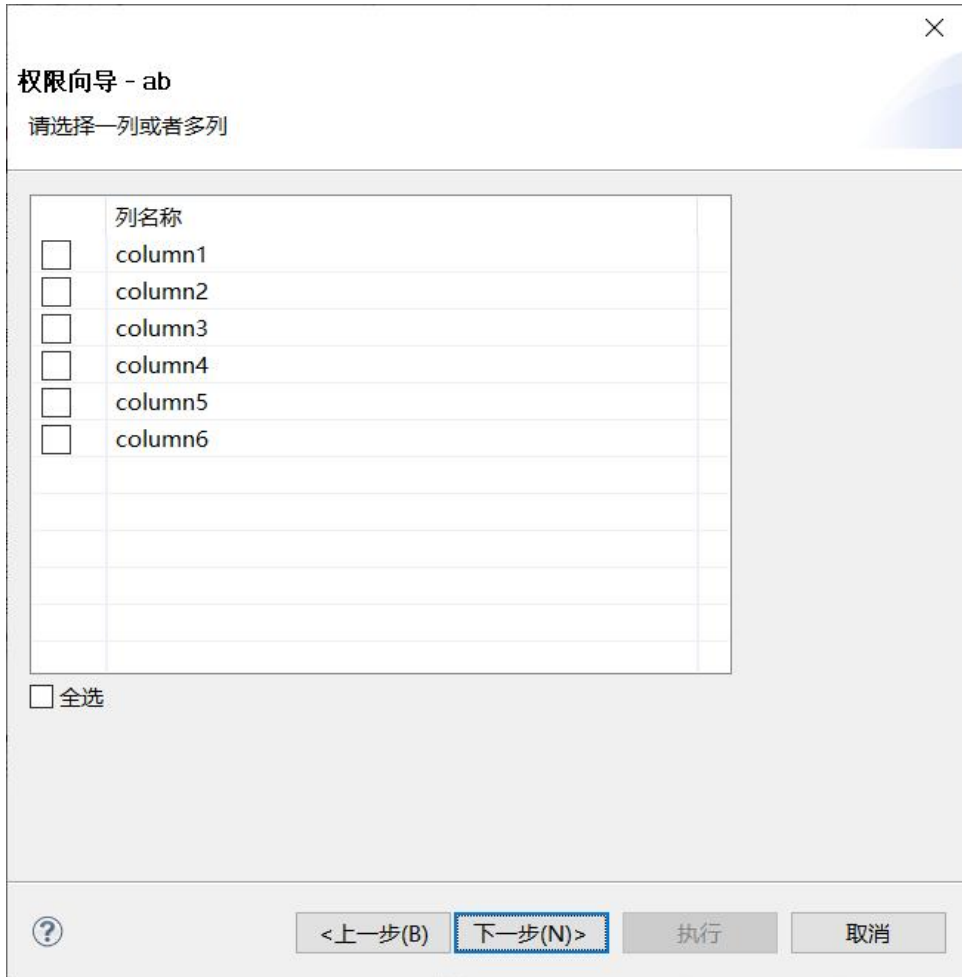 权限向导 - ab
请选择一列或者多列
列名称
column1
column2
column3
column4
column5
column6
全选
<上一步(B) 下一步(N)> 执行 取消